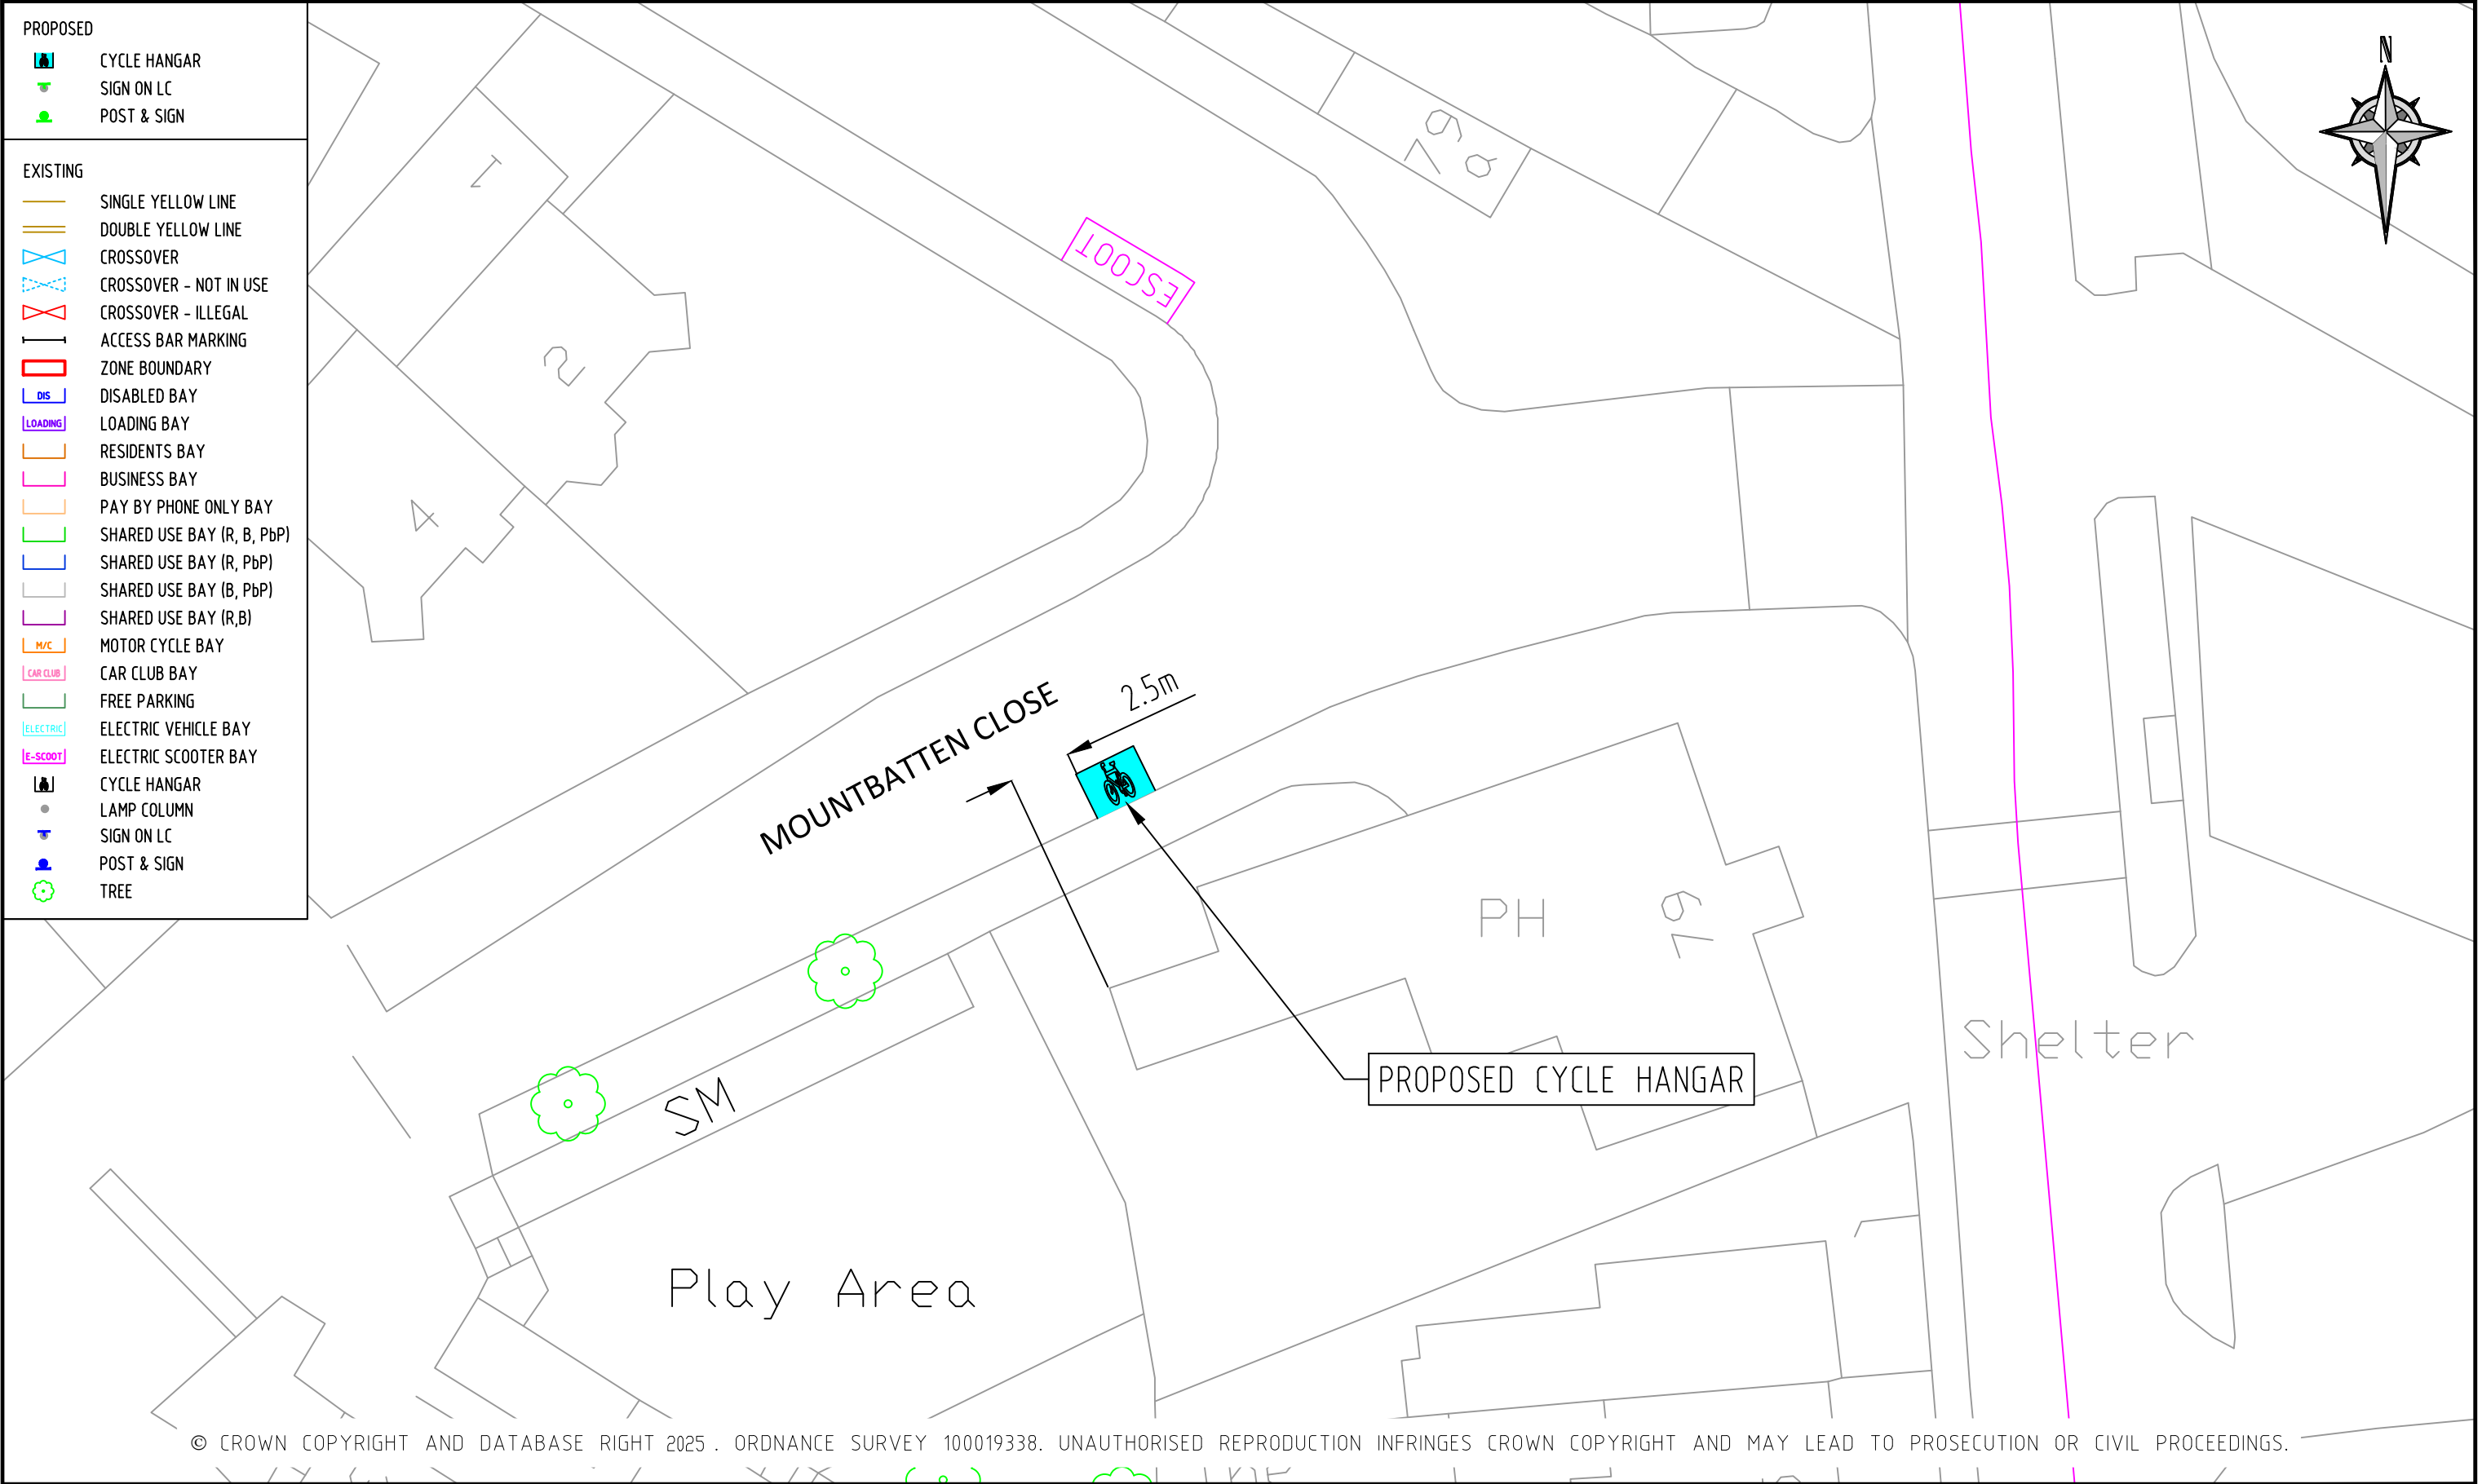 PROPOSED
CYCLE HANGAR
SIGN ON LC
POST & SIGN
EXISTING
SINGLE YELLOW LINE
DOUBLE YELLOW LINE
CROSSOVER
CROSSOVER - NOT IN USE
CROSSOVER - ILLEGAL
ACCESS BAR MARKING
ZONE BOUNDARY
DIS DISABLED BAY
LOADING LOADING BAY
RESIDENTS BAY
BUSINESS BAY
PAY BY PHONE ONLY BAY
SHARED USE BAY (R, B, PbP)
SHARED USE BAY (R, PbP)
SHARED USE BAY (B, PbP)
SHARED USE BAY (R,B)
M/C MOTOR CYCLE BAY
CAR CLUB CAR CLUB BAY
FREE PARKING
ELECTRIC ELECTRIC VEHICLE BAY
E-SCOOT ELECTRIC SCOOTER BAY
CYCLE HANGAR
LAMP COLUMN
SIGN ON LC
POST & SIGN
TREE
N
1
2
4
ESCOOT
MOUNTBATTEN CLOSE
2.5m
PH
Shelter
PROPOSED CYCLE HANGAR
SM
Play Area
© CROWN COPYRIGHT AND DATABASE RIGHT 2025. ORDNANCE SURVEY 100019338. UNAUTHORISED REPRODUCTION INFRINGES CROWN COPYRIGHT AND MAY LEAD TO PROSECUTION OR CIVIL PROCEEDINGS.